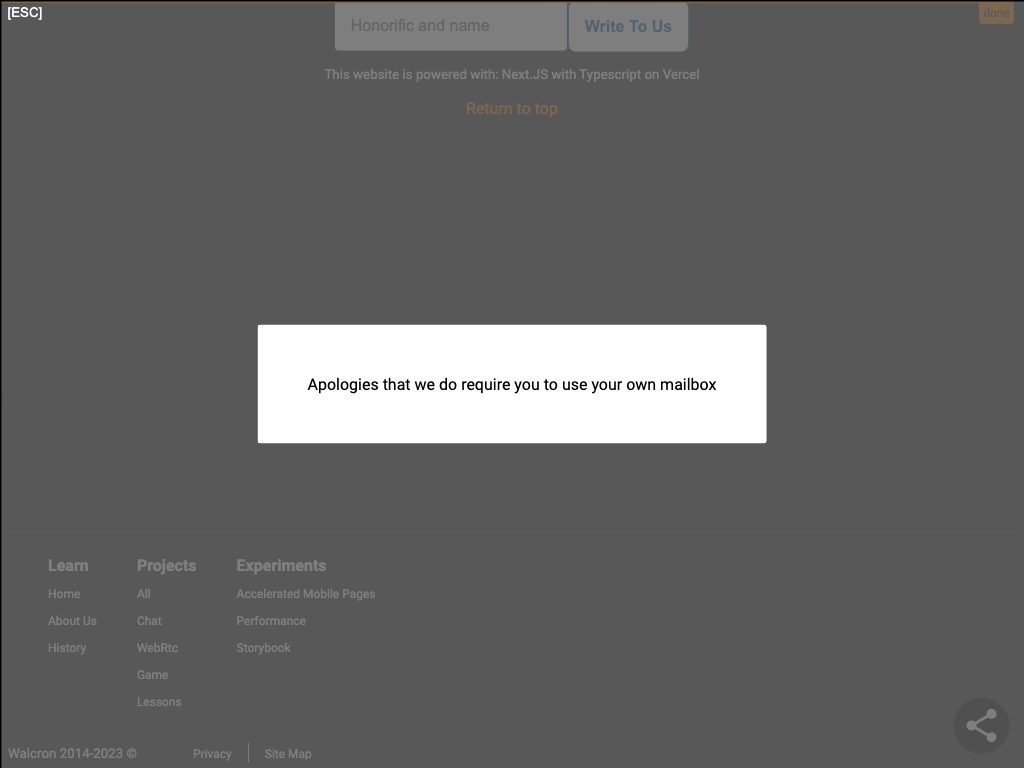 [ESC]
done
Honorific and name
Write To Us
This website is powered with: Next.JS with Typescript on Vercel
Return to top
Apologies that we do require you to use your own mailbox
Learn
Home
About Us
History
Projects
All
Chat
WebRtc
Game
Lessons
Experiments
Accelerated Mobile Pages
Performance
Storybook
Walcron 2014-2023 ©
Privacy
Site Map